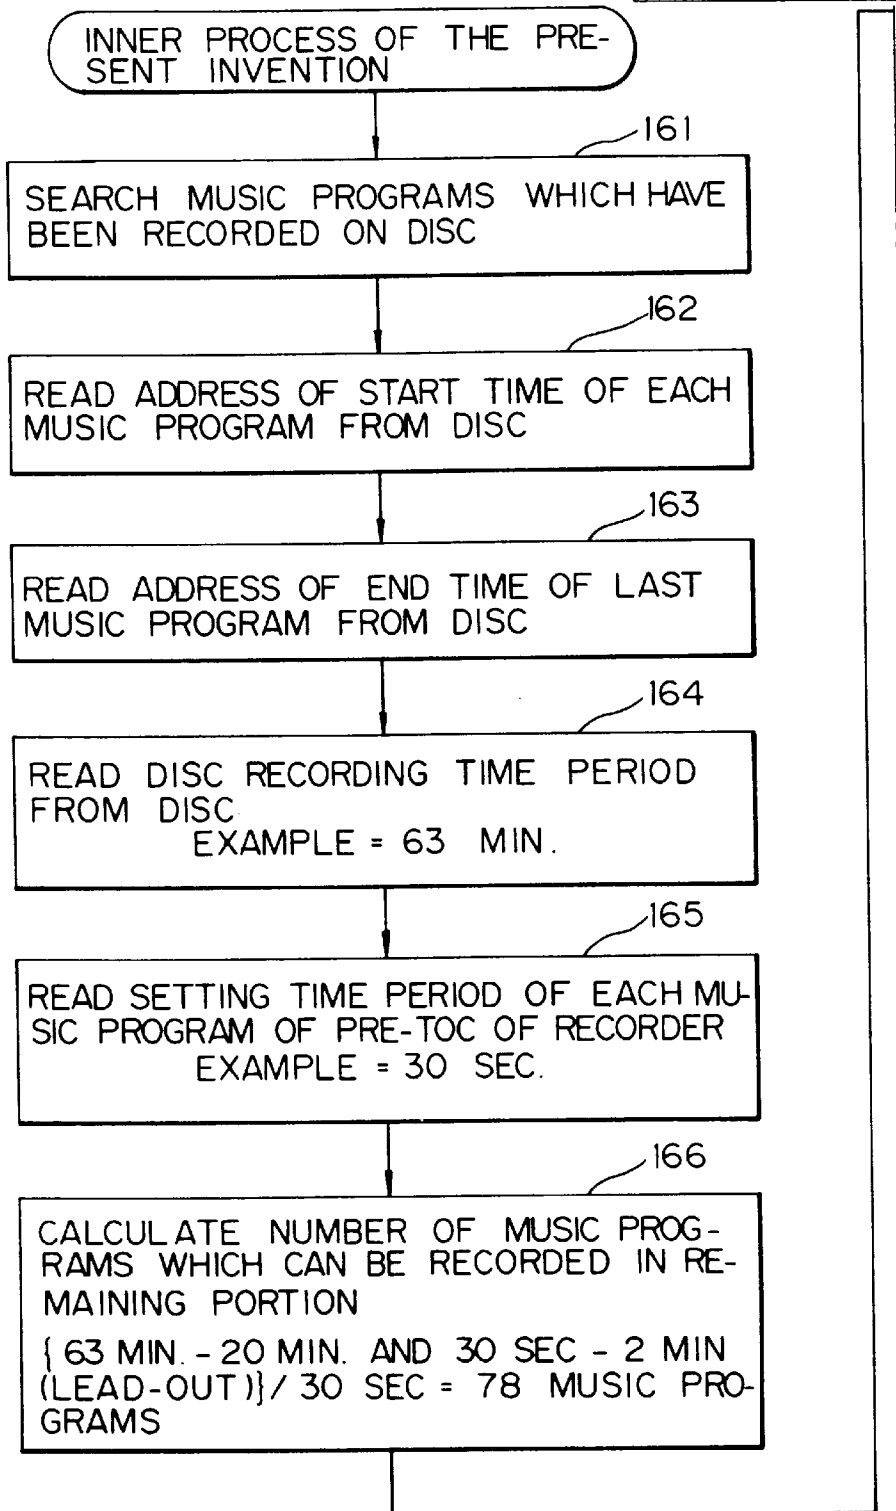 INNER PROCESS OF THE PRE-
SENT INVENTION
161
SEARCH MUSIC PROGRAMS WHICH HAVE
BEEN RECORDED ON DISC
162
READ ADDRESS OF START TIME OF EACH
MUSIC PROGRAM FROM DISC
163
READ ADDRESS OF END TIME OF LAST
MUSIC PROGRAM FROM DISC
164
READ DISC RECORDING TIME PERIOD
FROM DISC
EXAMPLE = 63 MIN.
165
READ SETTING TIME PERIOD OF EACH MU-
SIC PROGRAM OF PRE-TOC OF RECORDER
EXAMPLE = 30 SEC.
166
CALCULATE NUMBER OF MUSIC PROG-
RAMS WHICH CAN BE RECORDED IN RE-
MAINING PORTION
{ 63 MIN. - 20 MIN. AND 30 SEC - 2 MIN
(LEAD-OUT)}/ 30 SEC = 78 MUSIC PRO-
GRAMS